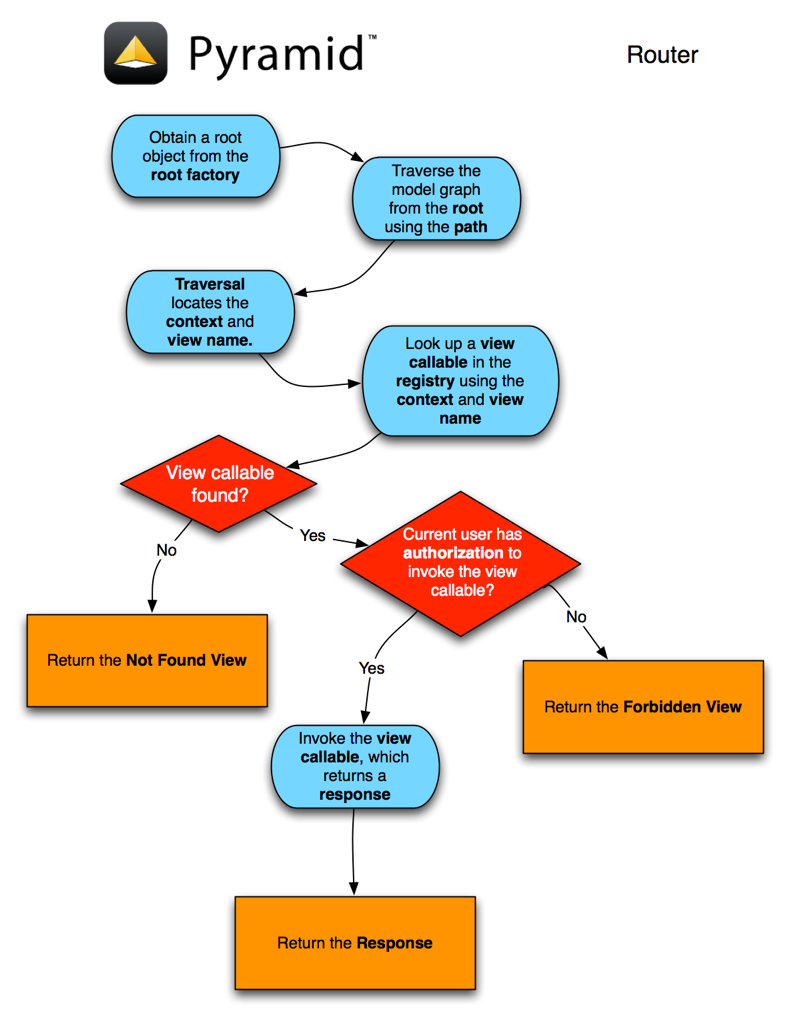 Pyramid™
Router
Obtain a root
object from the
root factory
Traverse the
model graph
from the root
using the path
Traversal
locates the
context and
view name.
Look up a view
callable in the
registry using the
context and view
name
View callable
found?
No
Yes
Current user has
authorization to
invoke the view
callable?
No
Yes
Return the Not Found View
Return the Forbidden View
Invoke the view
callable, which
returns a
response
Return the Response